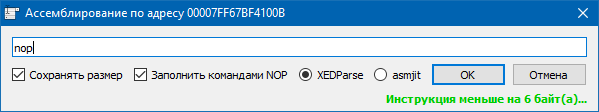 Ассемблирование по адресу 00007FF67BF4100B
nop
Сохранять размер Заполнить командами NOP XEDParse asmjit OK Отмена
Инструкция меньше на 6 байт(а)...